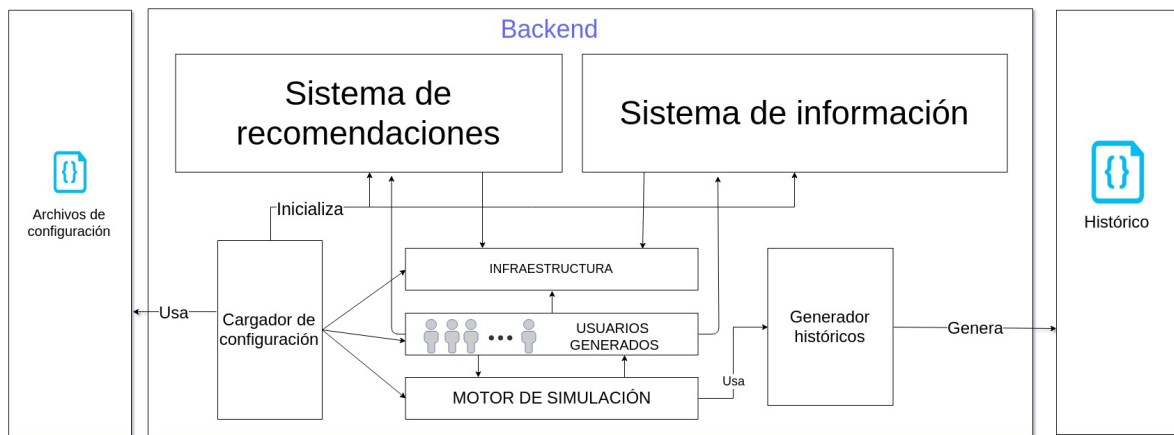 Backend
Sistema de
recomendaciones
Sistema de información
Archivos de
configuración
Histórico
Inicializa
INFRAESTRUCTURA
Usa
Cargador de
configuración
USUARIOS
GENERADOS
Generador
históricos
Genera
Usa
MOTOR DE SIMULACIÓN